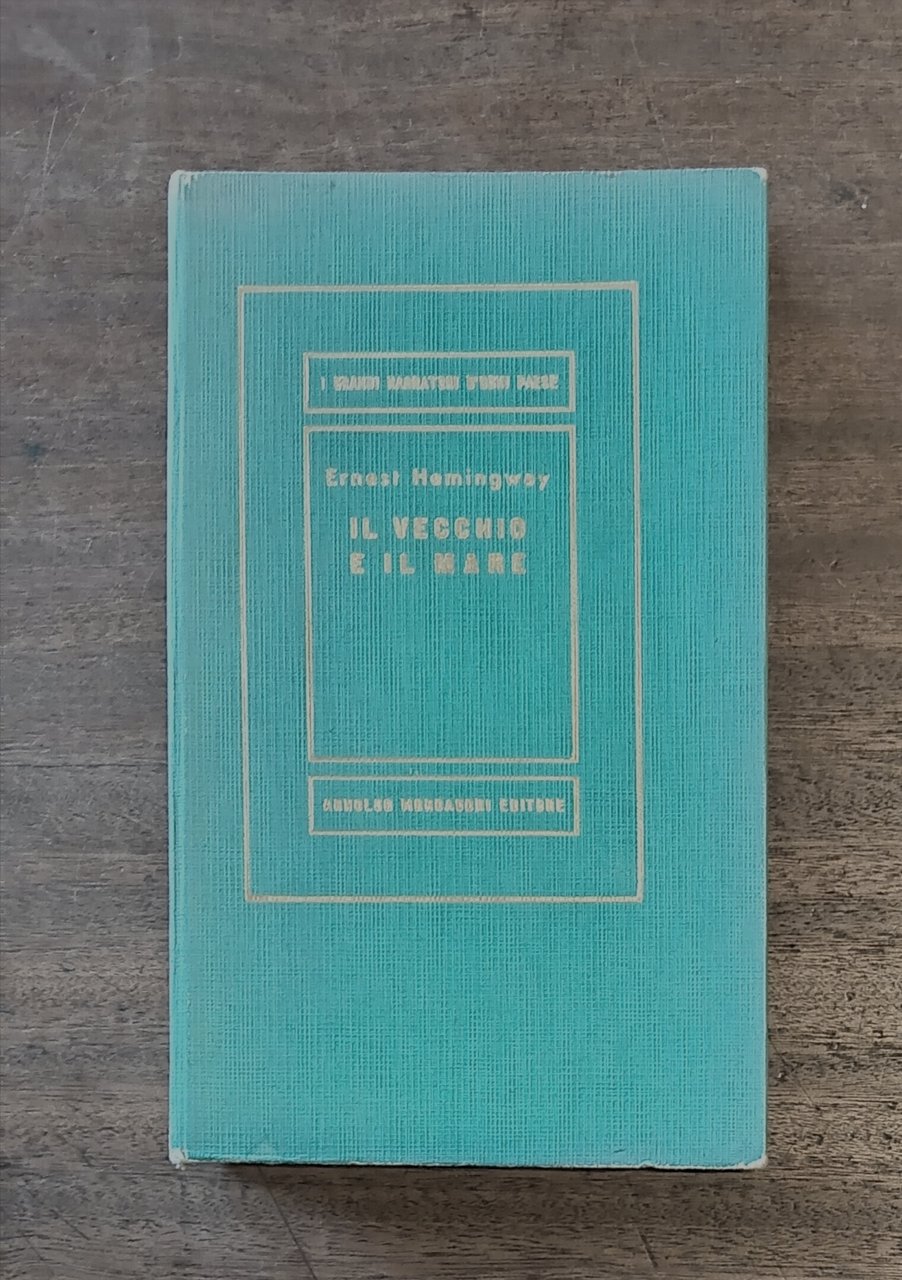 I GRANDI NARRATORI D'OGNI PAESE
Ernest Hemingway
IL VECCHIO
E IL MARE
ARNOLDO MONDADORI EDITORE